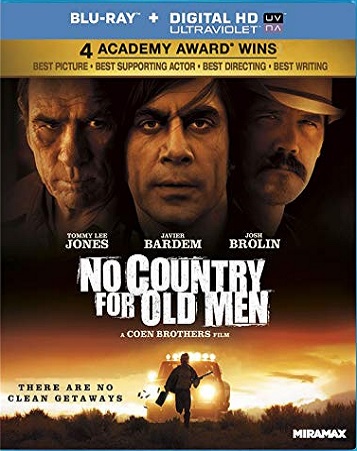 BLU-RAY™ + DIGITAL HD
ULTRAVIOLET
UV
4 ACADEMY AWARD® WINS
BEST PICTURE • BEST SUPPORTING ACTOR • BEST DIRECTING • BEST WRITING
TOMMY LEE
JONES
JAVIER
BARDEM
JOSH
BROLIN
NO COUNTRY
FOR OLD MEN
A COEN BROTHERS FILM
THERE ARE NO
CLEAN GETAWAYS
MIRAMAX